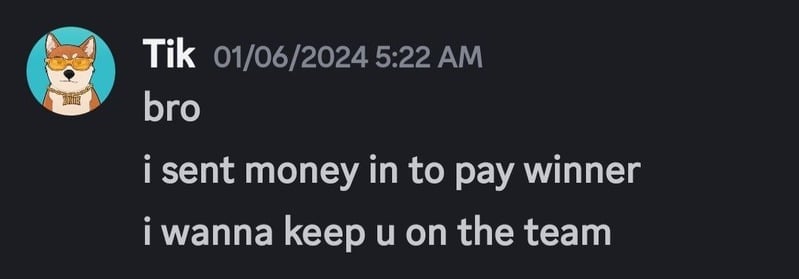 Tik 01/06/2024 5:22 AM
bro
i sent money in to pay winner
i wanna keep u on the team